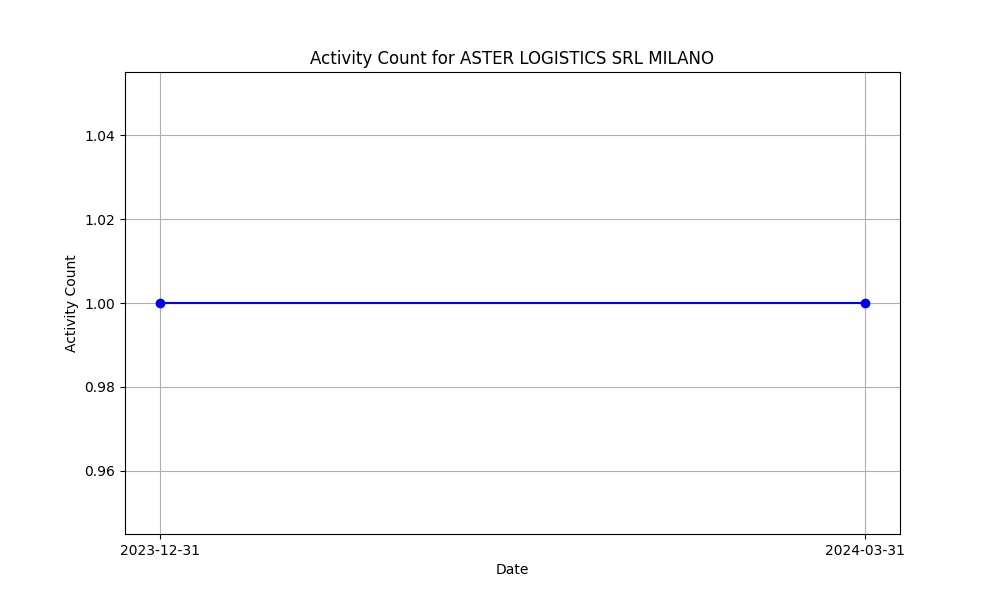 Activity Count for ASTER LOGISTICS SRL MILANO
1.04
1.02
1.00
0.98
0.96
Activity Count
2023-12-31
2024-03-31
Date